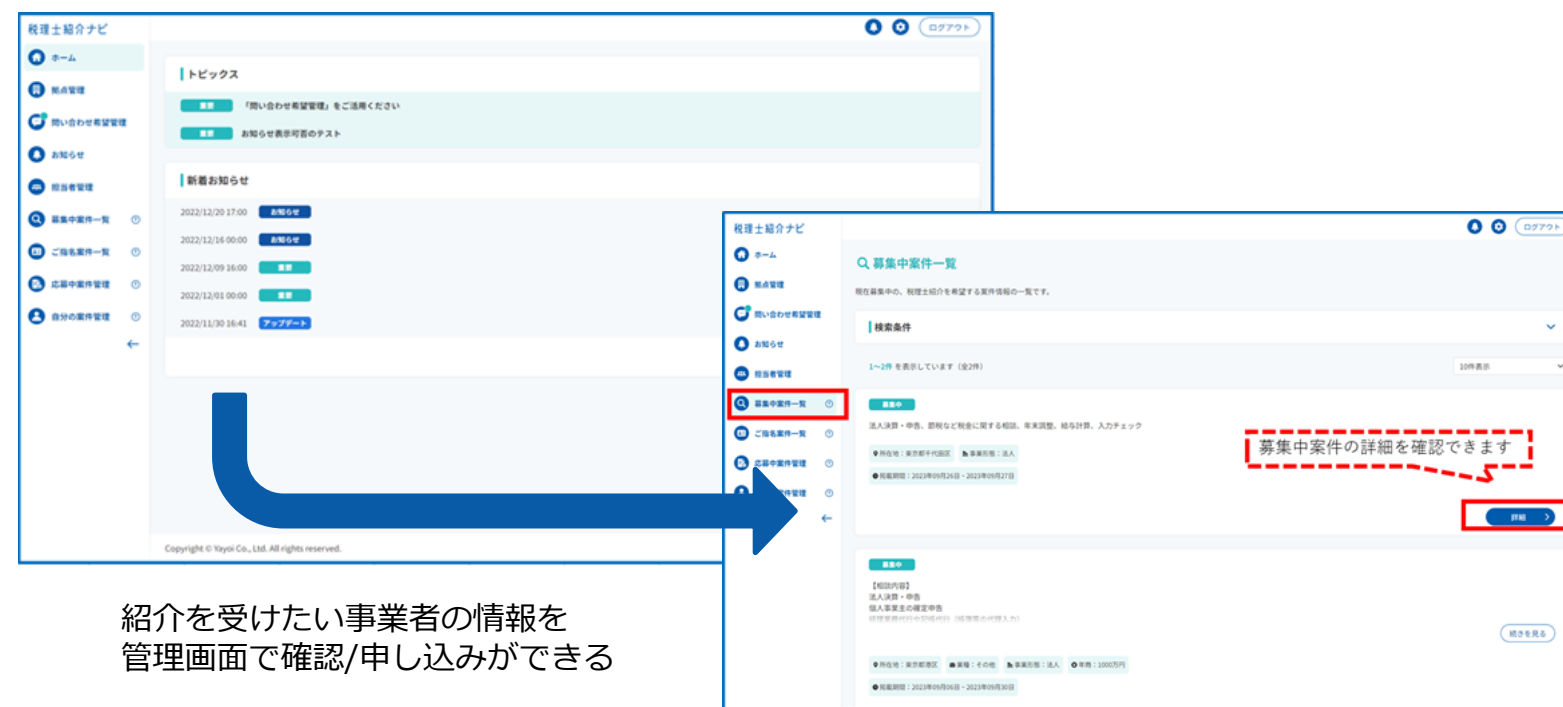 税理士紹介ナビ
ログアウト
ホーム
拠点管理
問い合わせ希望管理
お知らせ
担当者管理
募集中案件一覧
ご指名案件一覧
応募中案件管理
自分の案件管理
トピックス
重要 「問い合わせ希望管理」をご活用ください
重要 お知らせ表示可否のテスト
新着お知らせ
2022/12/20 17:00 お知らせ
2022/12/16 00:00 お知らせ
2022/12/09 16:00 重要
2022/12/01 00:00 重要
2022/11/30 16:41 アップデート
Copyright © Yayoi Co., Ltd. All rights reserved.
紹介を受けたい事業者の情報を
管理画面で確認/申し込みができる
税理士紹介ナビ
ログアウト
ホーム
拠点管理
問い合わせ希望管理
お知らせ
担当者管理
募集中案件一覧
ご指名案件一覧
応募中案件管理
案件管理
募集中案件一覧
現在募集中の、税理士紹介を希望する案件情報の一覧です。
検索条件
1~2件 を表示しています(全2件)
10件表示
募集中
法人決算・申告、節税など税金に関する相談、年末調整、給与計算、入力チェック
所在地:東京都千代田区 事業形態:法人
掲載期間:2023年09月26日 - 2023年09月27日
募集中案件の詳細を確認できます
詳細
募集中
【相談内容】
法人決算・申告
個人事業主の確定申告
経理業務代行や記帳代行(帳簿等の代理入力)
続きを見る
所在地:東京都港区 業種:その他 事業形態:法人 年商:1000万円
掲載期間:2023年09月06日 - 2023年09月30日